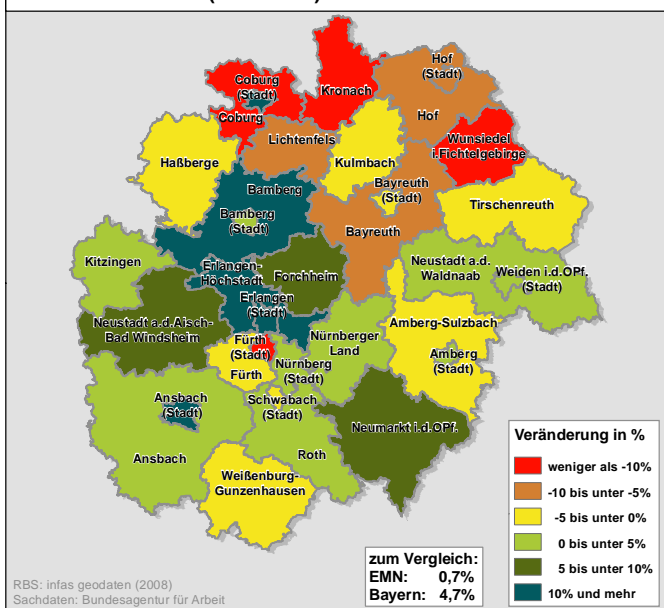 Hof
(Stadt)
Coburg
(Stadt)
Kronach
Coburg
Hof
Lichtenfels
Wunsiedel
i.Fichtelgebirge
Haßberge
Kulmbach
Bamberg
Bayreuth
(Stadt)
Tirschenreuth
Bamberg
(Stadt)
Bayreuth
Kitzingen
Erlangen-
Höchstadt
Forchheim
Neustadt a.d.
Waldnaab
Weiden i.d.OPf.
(Stadt)
Erlangen
(Stadt)
Neustadt a.d.Aisch-
Bad Windsheim
Amberg-Sulzbach
Fürth
(Stadt)
Nürnberger
Land
Amberg
(Stadt)
Fürth
Nürnberg
(Stadt)
Ansbach
(Stadt)
Schwabach
(Stadt)
Neumarkt i.d.OPf.
Ansbach
Roth
Weißenburg-
Gunzenhausen
Veränderung in %
weniger als -10%
-10 bis unter -5%
-5 bis unter 0%
0 bis unter 5%
5 bis unter 10%
10% und mehr
zum Vergleich:
EMN: 0,7%
Bayern: 4,7%
RBS: infas geodaten (2008)
Sachdaten: Bundesagentur für Arbeit